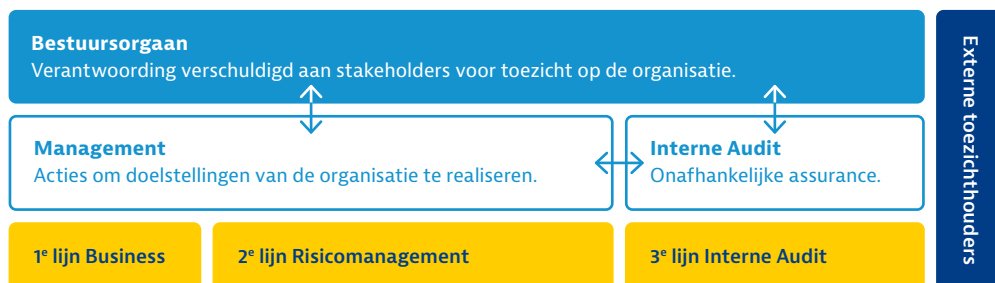 Bestuursorgaan
Verantwoording verschuldigd aan stakeholders voor toezicht op de organisatie.
Management
Acties om doelstellingen van de organisatie te realiseren.
Interne Audit
Onafhankelijke assurance.
1e lijn Business
2e lijn Risicomanagement
3e lijn Interne Audit
Externe toezichthouders